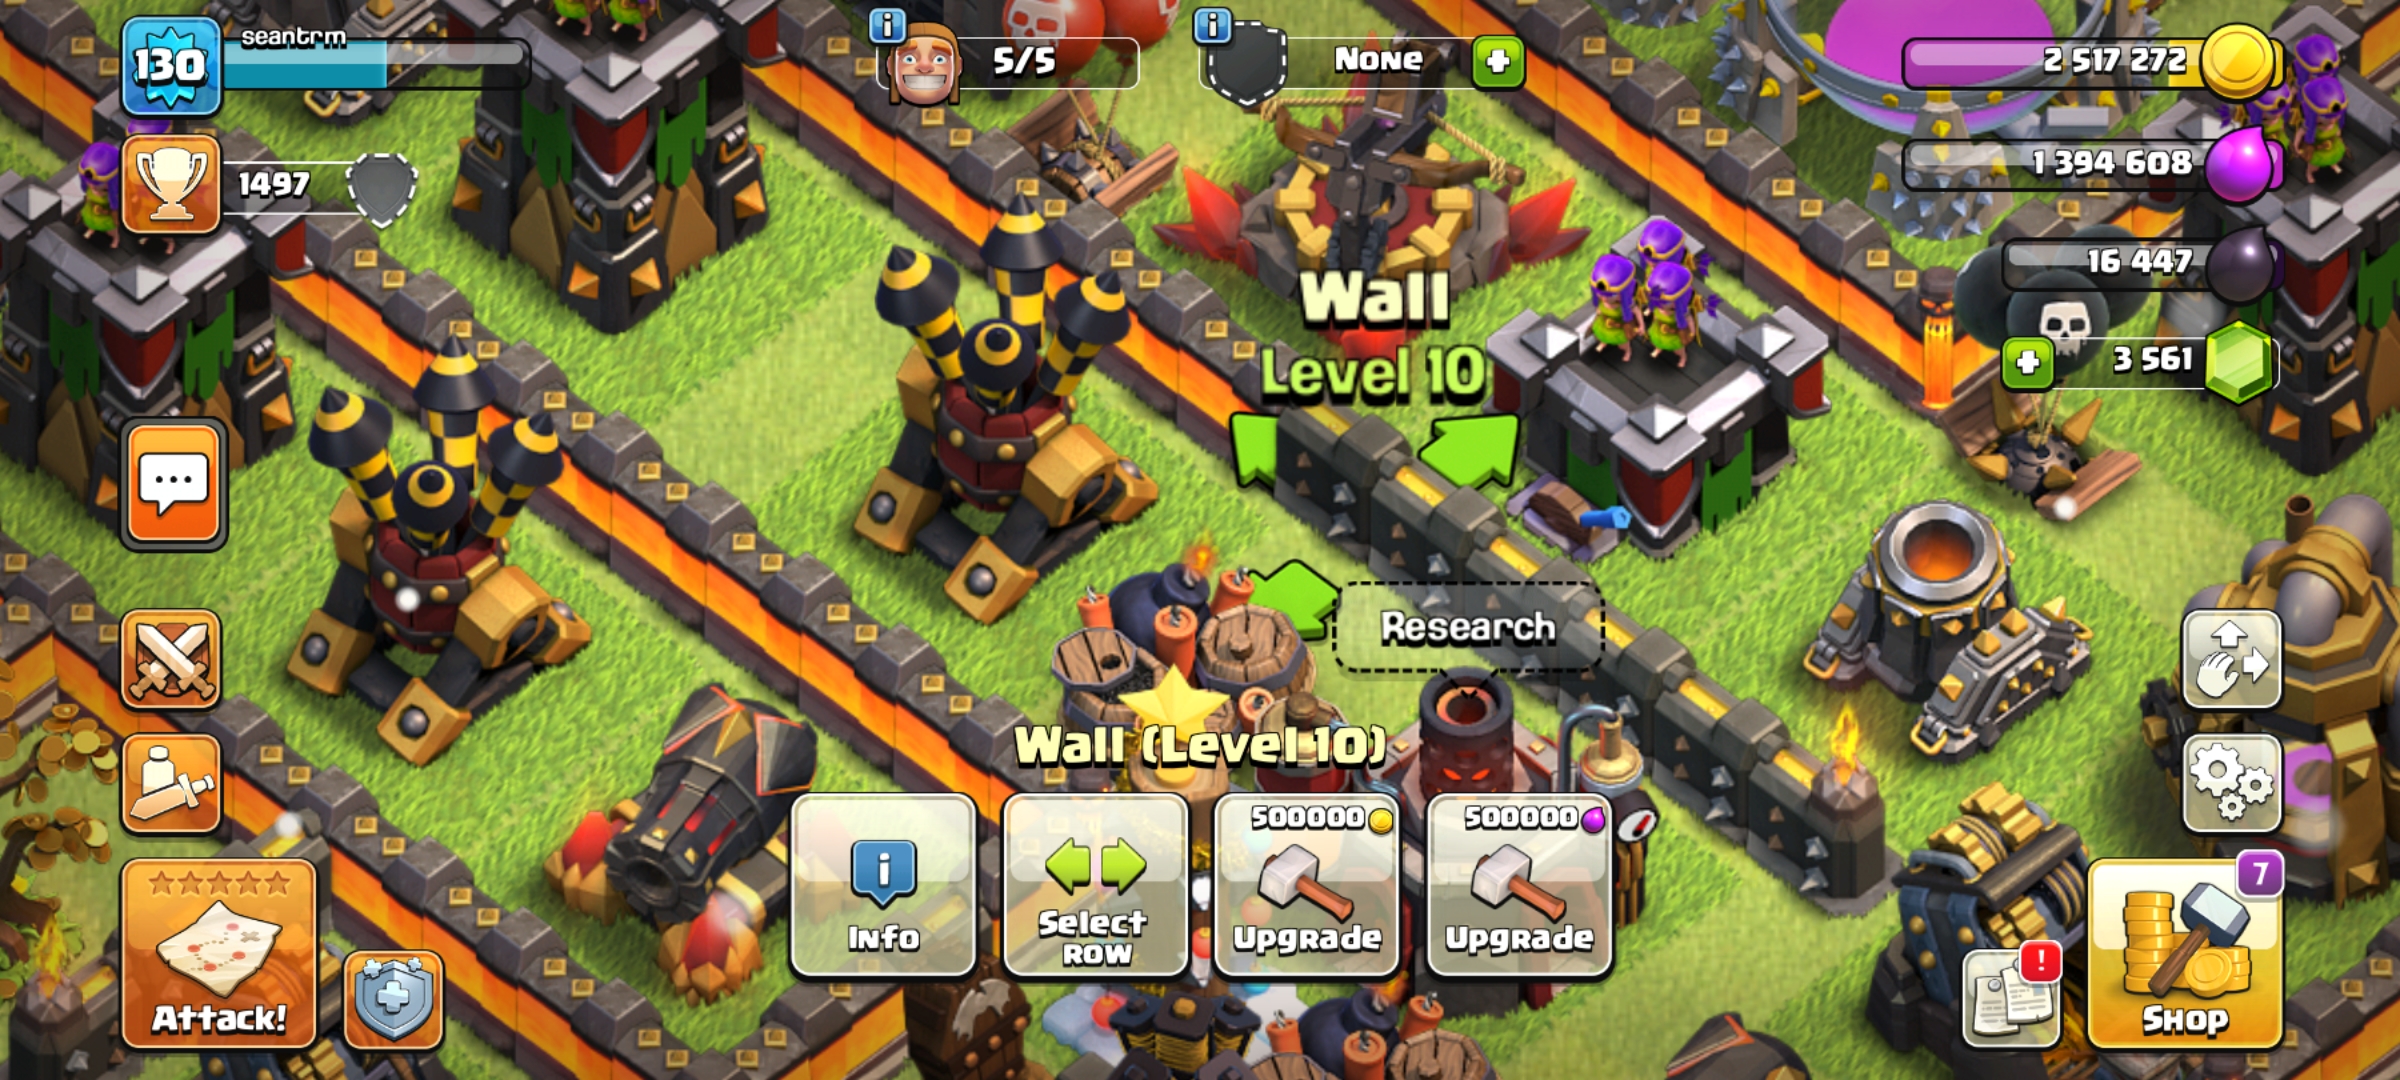 130
seantrm
5/5
None
2 517 272
1497
1 394 608
16 447
3 561
Wall
Level 10
Research
Wall (Level 10)
Info
Select
Row
500000
Upgrade
500000
Upgrade
Attack!
7
Shop